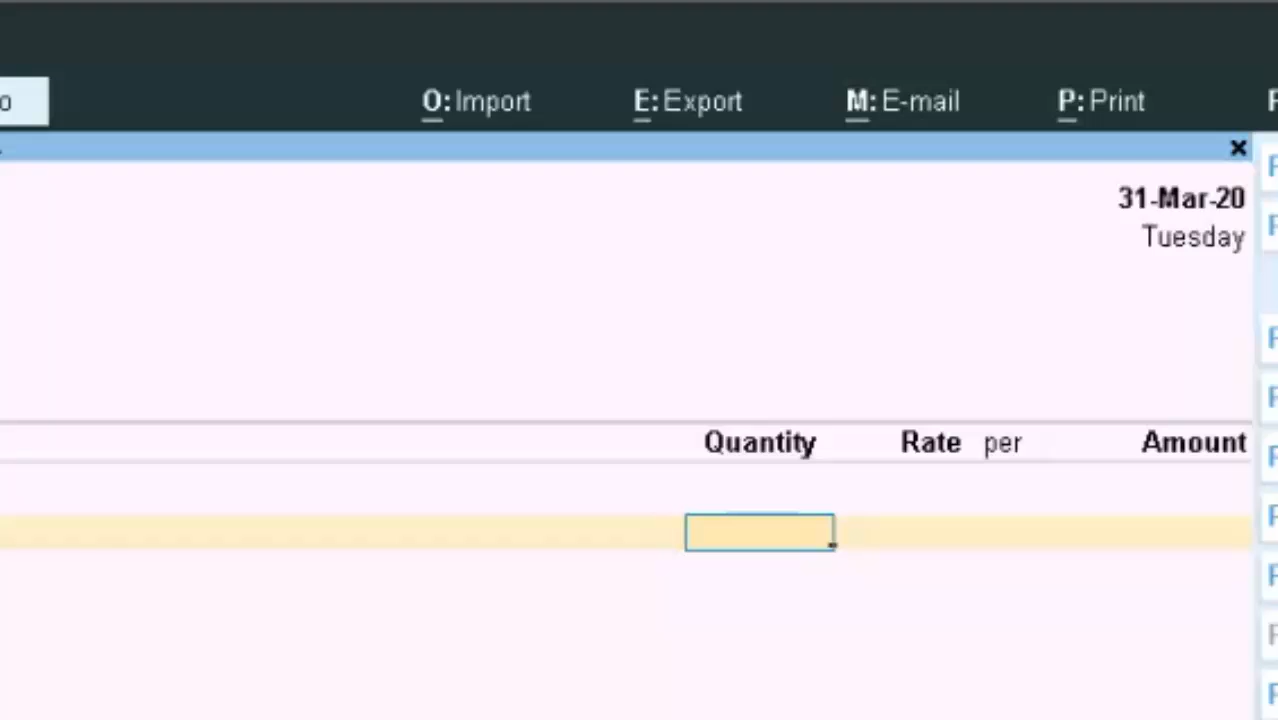 O: Import E: Export M: E-mail P: Print
31-Mar-20
Tuesday
Quantity Rate per Amount